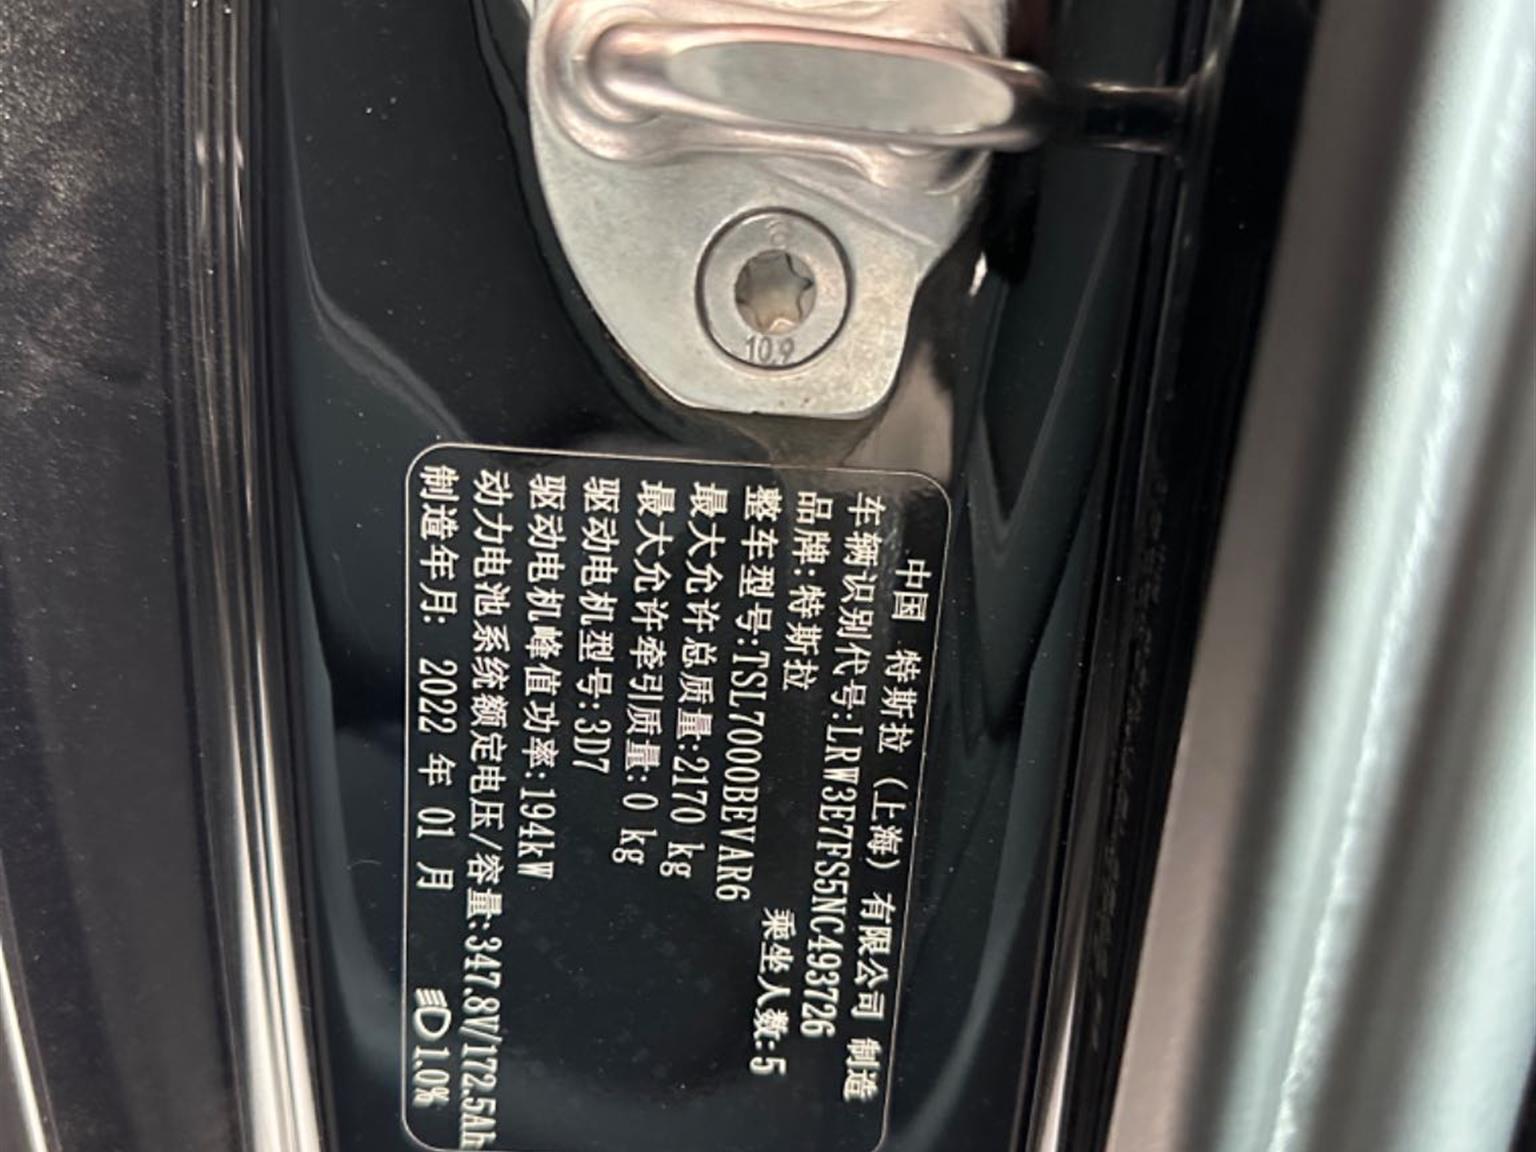 10.9
中国 特斯拉（上海）有限公司 制造
车辆识别代号:LRW3E7FS5NC493726
品牌:特斯拉 乘坐人数:5
整车型号:TSL7000BEVAR6
最大允许总质量:2170 kg
最大允许牵引质量:0 kg
驱动电机型号:3D7
驱动电机峰值功率:194kW
动力电池系统额定电压/容量:347.8V/172.5Ah
制造年月: 2022 年 01 月 1.0%